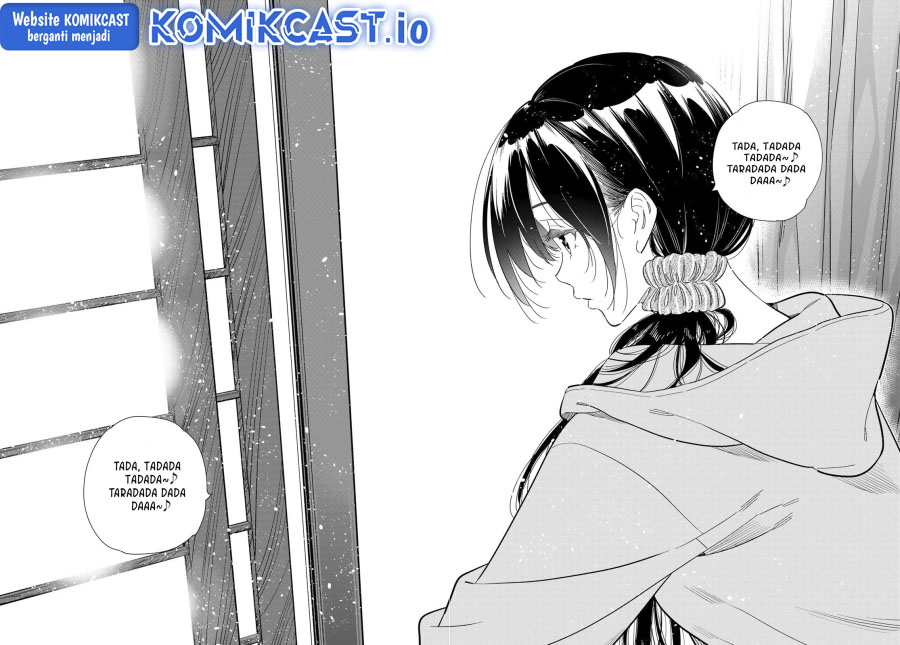 Website KOMIKCAST
berganti menjadi
KOMIKCAST.io
TADA, TADADA
TADADA~♪
TARADADA DADA
DAAA~♪
TADA, TADADA
TADADA~♪
TARADADA DADA
DAAA~♪